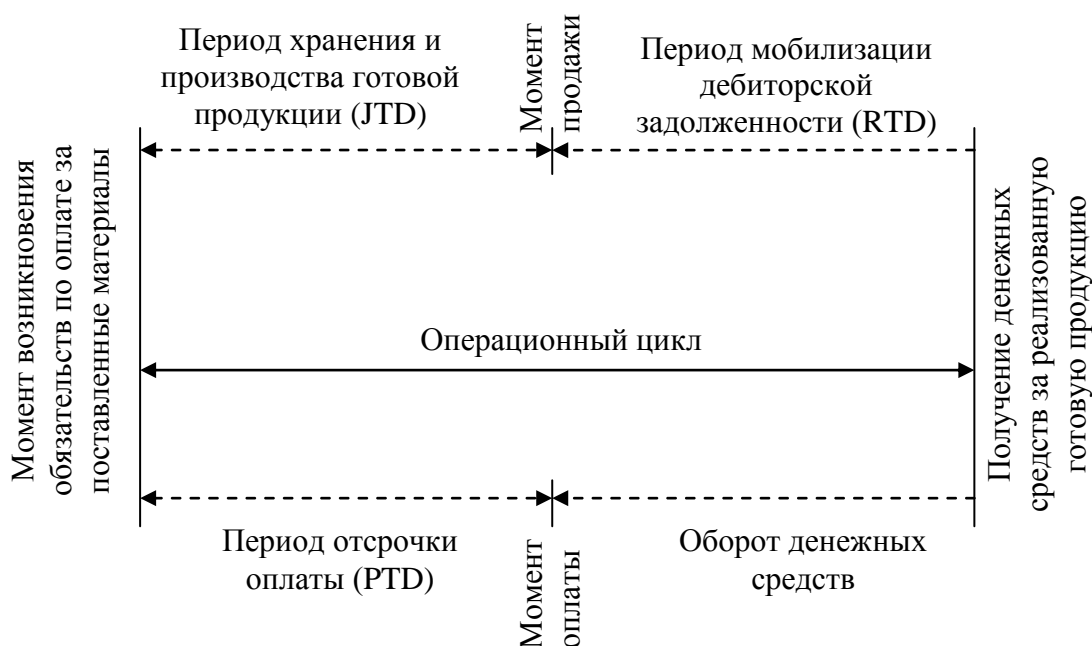 Период хранения и
производства готовой
продукции (JTD)
Момент
продажи
Период мобилизации
дебиторской
задолженности (RTD)
Момент возникновения
обязательств по оплате за
поставленные материалы
Операционный цикл
Получение денежных
средств за реализованную
готовую продукцию
Период отсрочки
оплаты (PTD)
Момент
оплаты
Оборот денежных
средств